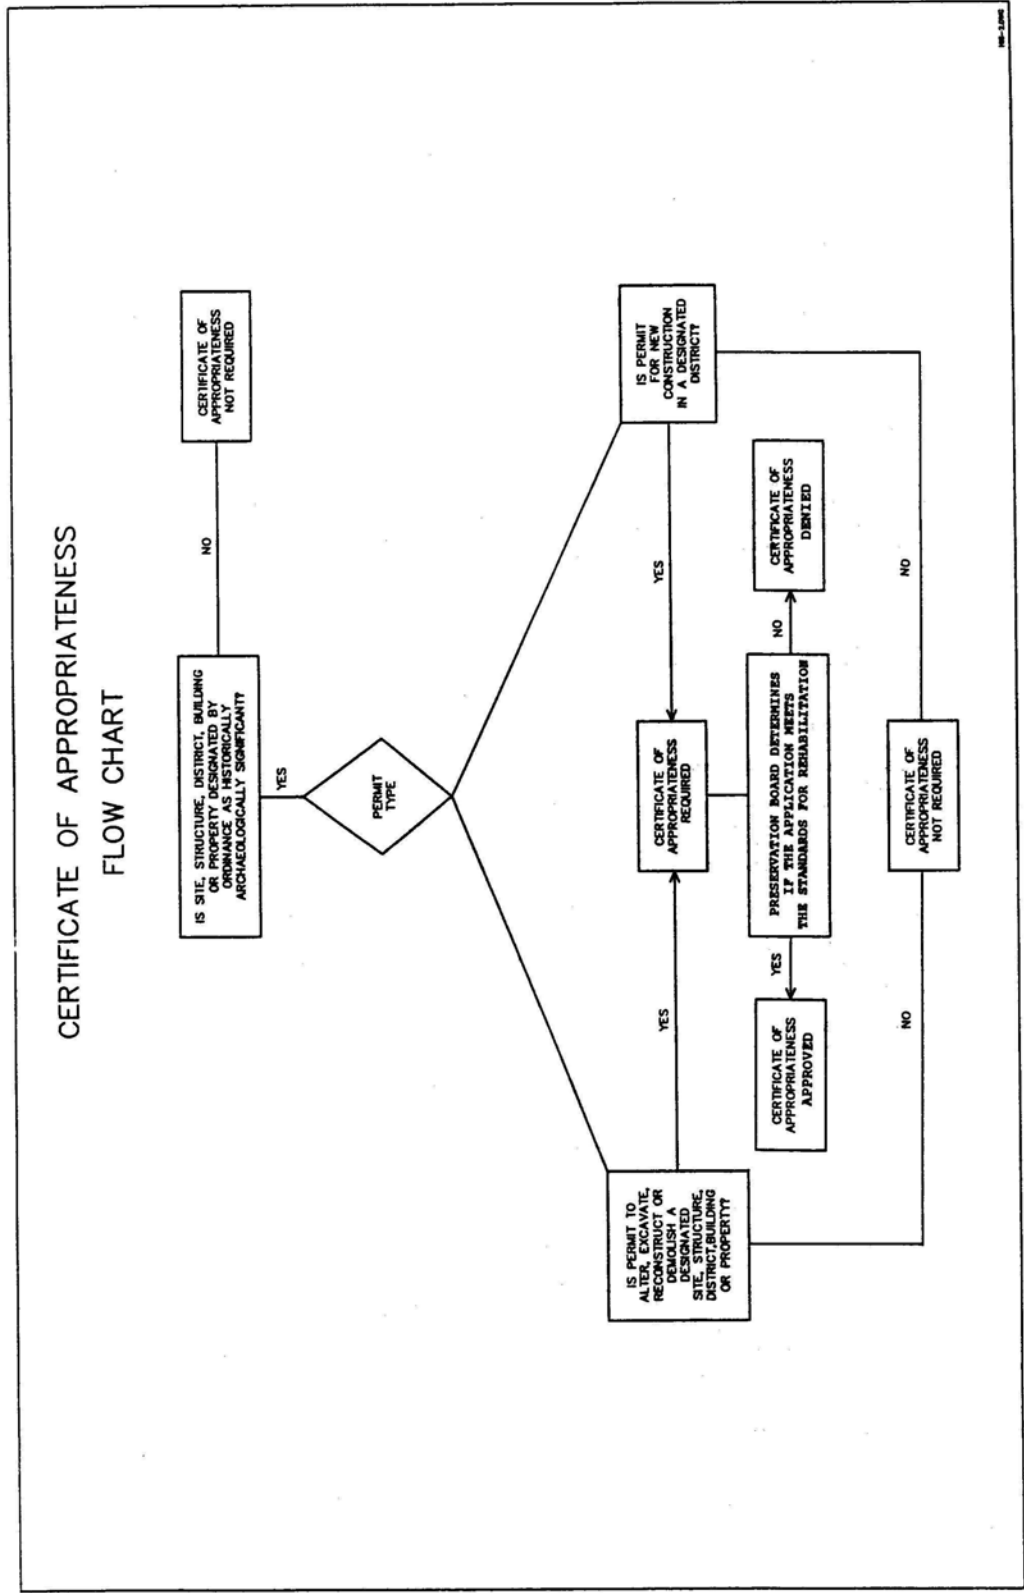 CERTIFICATE OF APPROPRIATENESS
FLOW CHART
IS SITE, STRUCTURE, DISTRICT, BUILDING
OR PROPERTY DESIGNATED BY
ORDINANCE AS HISTORICALLY
ARCHAEOLOGICALLY SIGNIFICANT?
NO
CERTIFICATE OF
APPROPRIATENESS
NOT REQUIRED
YES
PERMIT
TYPE
IS PERMIT TO
ALTER, EXCAVATE,
RECONSTRUCT OR
DEMOLISH A
DESIGNATED
SITE, STRUCTURE,
DISTRICT,BUILDING
OR PROPERTY?
YES
CERTIFICATE OF
APPROPRIATENESS
REQUIRED
YES
IS PERMIT
FOR NEW
CONSTRUCTION
IN A DESIGNATED
DISTRICT?
CERTIFICATE OF
APPROPRIATENESS
APPROVED
YES
PRESERVATION BOARD DETERMINES
IF THE APPLICATION MEETS
THE STANDARDS FOR REHABILITATION
NO
CERTIFICATE OF
APPROPRIATENESS
DENIED
NO
CERTIFICATE OF
APPROPRIATENESS
NOT REQUIRED
NO